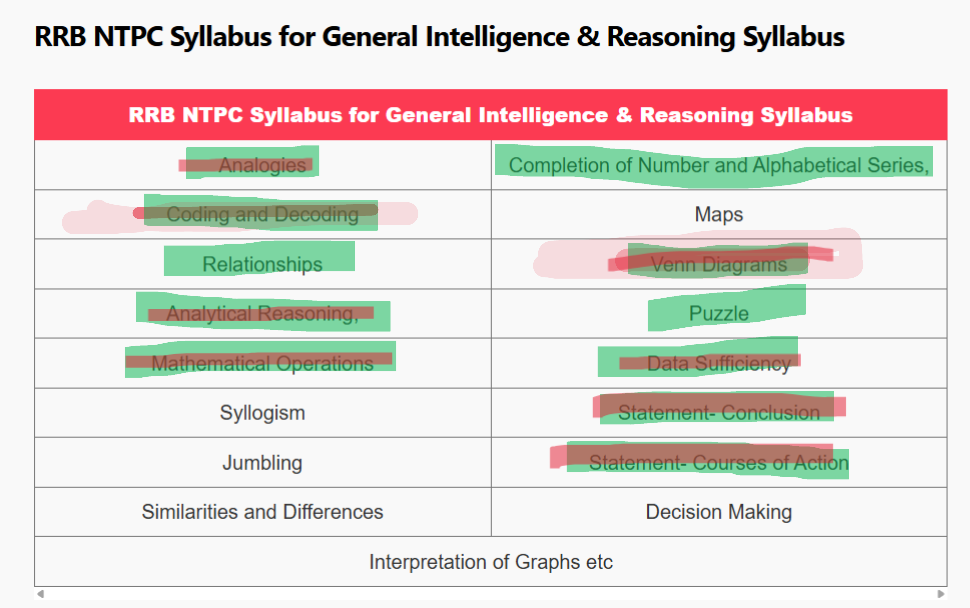 RRB NTPC Syllabus for General Intelligence & Reasoning Syllabus
RRB NTPC Syllabus for General Intelligence & Reasoning Syllabus
Analogies
Completion of Number and Alphabetical Series,
Coding and Decoding
Maps
Relationships
Venn Diagrams
Analytical Reasoning,
Puzzle
Mathematical Operations
Data Sufficiency
Syllogism
Statement- Conclusion
Jumbling
Statement- Courses of Action
Similarities and Differences
Decision Making
Interpretation of Graphs etc